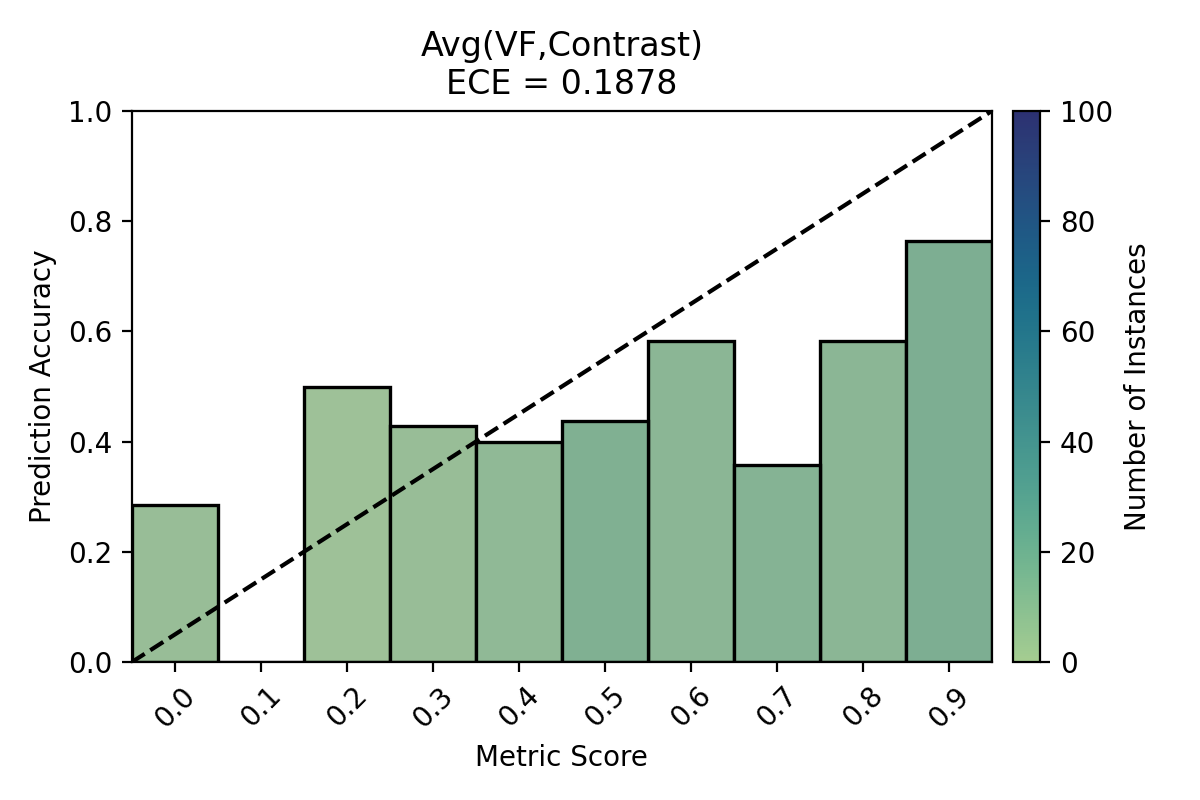 Avg(VF,Contrast)
ECE = 0.1878
Prediction Accuracy
1.0
0.8
0.6
0.4
0.2
0.0
0.0 0.1 0.2 0.3 0.4 0.5 0.6 0.7 0.8 0.9
Metric Score
100
80
60
40
20
0
Number of Instances